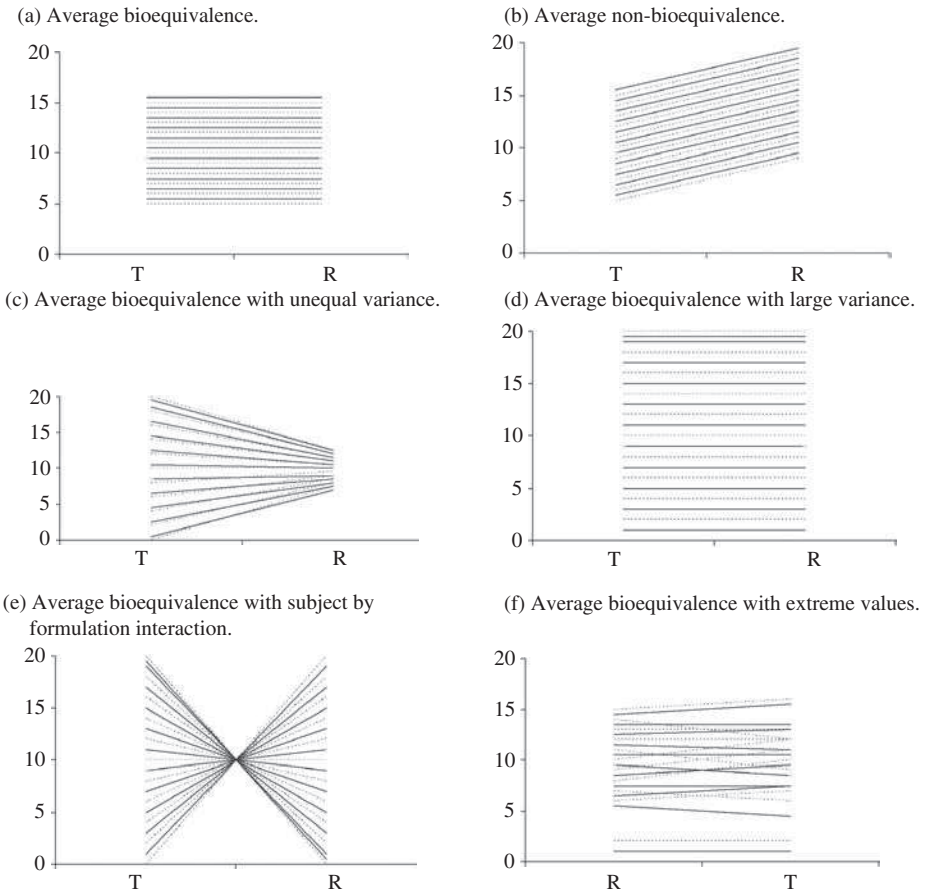 (a) Average bioequivalence.
20
15
10
5
0
T R
(b) Average non-bioequivalence.
20
15
10
5
0
T R
(c) Average bioequivalence with unequal variance.
20
15
10
5
0
T R
(d) Average bioequivalence with large variance.
20
15
10
5
0
T R
(e) Average bioequivalence with subject by
formulation interaction.
20
15
10
5
0
T R
(f) Average bioequivalence with extreme values.
20
15
10
5
0
R T